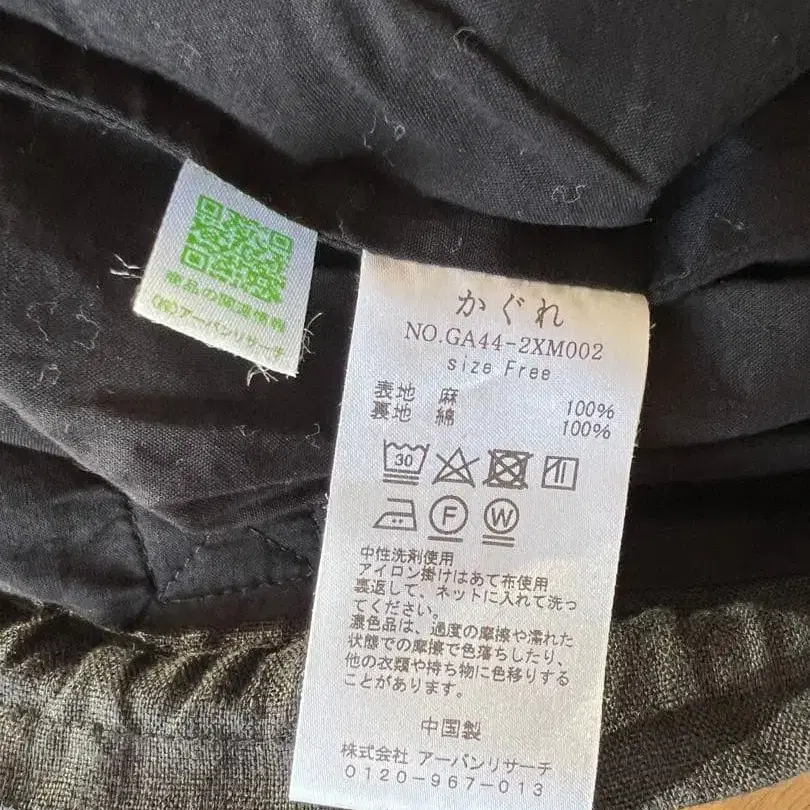 商品の関連情報
(株)アーバンリサーチ
かぐれ
NO.GA44-2XM002
size Free
表地 麻 100%
裏地 綿 100%
30
F W
中性洗剤使用
アイロン掛けはあて布使用
裏返して、ネットに入れて洗っ
てください。
濃色品は、過度の摩擦や濡れた
状態での摩擦で色落ちしたり、
他の衣類や持ち物に色移りする
ことがあります。
中国製
株式会社 アーバンリサーチ
0120-967-013